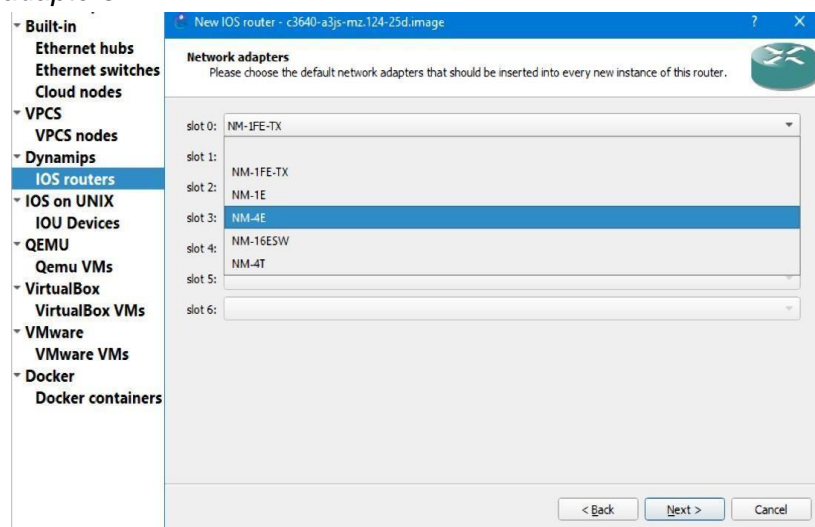 Built-in
Ethernet hubs
Ethernet switches
Cloud nodes
VPCS
VPCS nodes
Dynamips
IOS routers
IOS on UNIX
IOU Devices
QEMU
Qemu VMs
VirtualBox
VirtualBox VMs
VMware
VMware VMs
Docker
Docker containers
New IOS router - c3640-a3js-mz.124-25d.image
? X
Network adapters
Please choose the default network adapters that should be inserted into every new instance of this router.
slot 0: NM-1FE-TX
slot 1:
NM-1FE-TX
slot 2:
NM-1E
slot 3: NM-4E
slot 4: NM-16ESW
NM-4T
slot 5:
slot 6:
< Back Next > Cancel